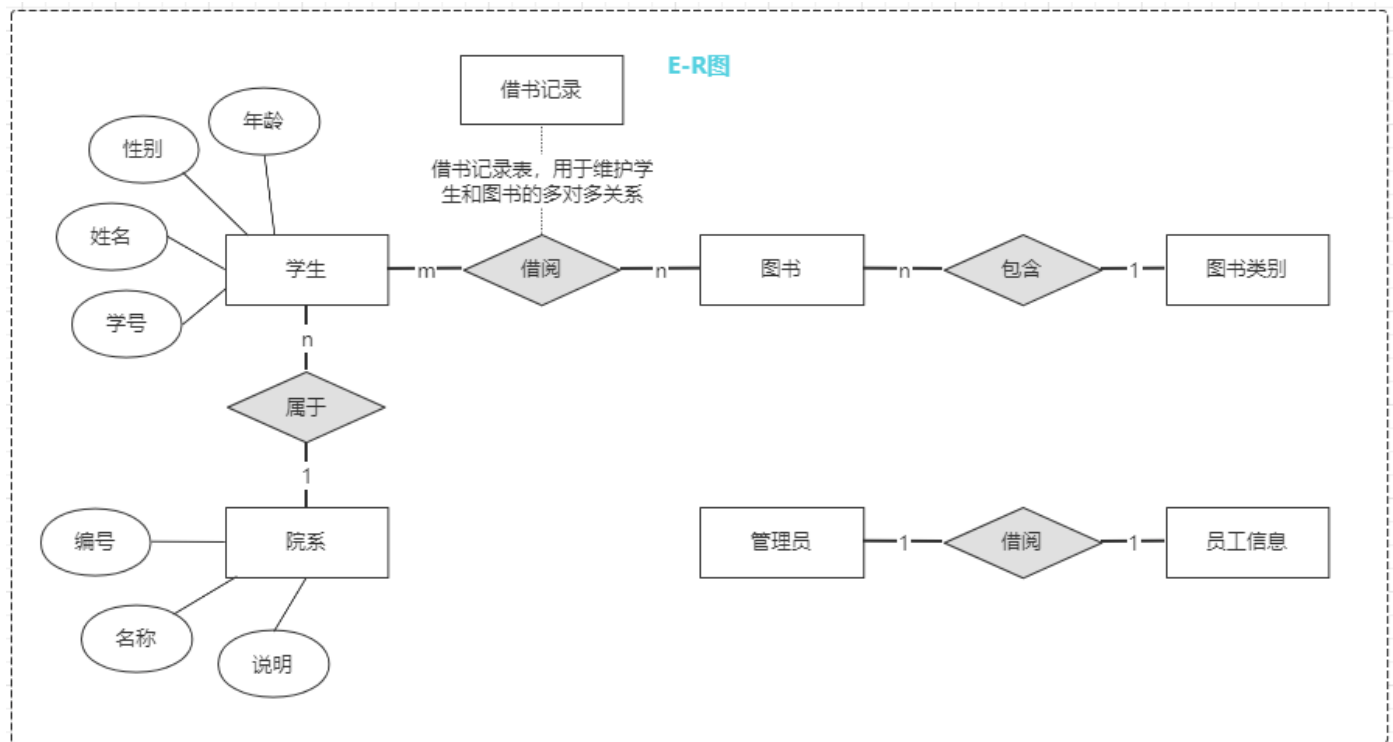 E-R图
借书记录
年龄
性别
借书记录表，用于维护学
生和图书的多对多关系
姓名
学生
m
借阅
n
图书
n
包含
1
图书类别
学号
n
属于
1
编号
院系
管理员
1
借阅
1
员工信息
名称
说明